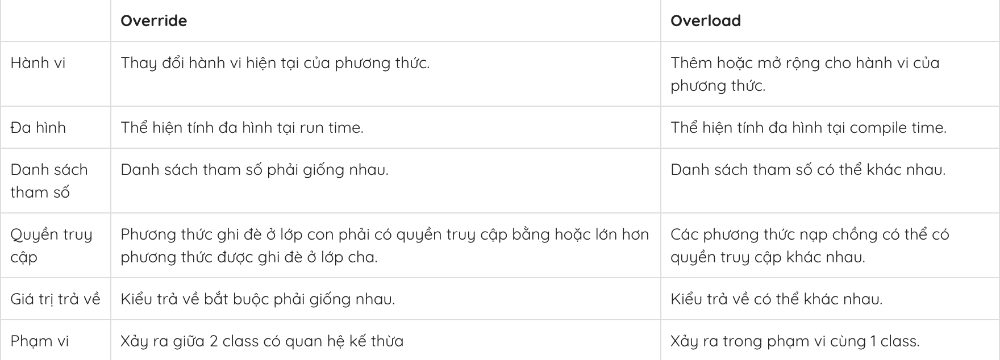 Override
Overload
Hành vi
Thay đổi hành vi hiện tại của phương thức.
Thêm hoặc mở rộng cho hành vi của
phương thức.
Đa hình
Thể hiện tính đa hình tại run time.
Thể hiện tính đa hình tại compile time.
Danh sách
tham số
Danh sách tham số phải giống nhau.
Danh sách tham số có thể khác nhau.
Quyền truy
cập
Phương thức ghi đè ở lớp con phải có quyền truy cập bằng hoặc lớn hơn
phương thức được ghi đè ở lớp cha.
Các phương thức nạp chồng có thể có
quyền truy cập khác nhau.
Giá trị trả về
Kiểu trả về bắt buộc phải giống nhau.
Kiểu trả về có thể khác nhau.
Phạm vi
Xảy ra giữa 2 class có quan hệ kế thừa
Xảy ra trong phạm vi cùng 1 class.